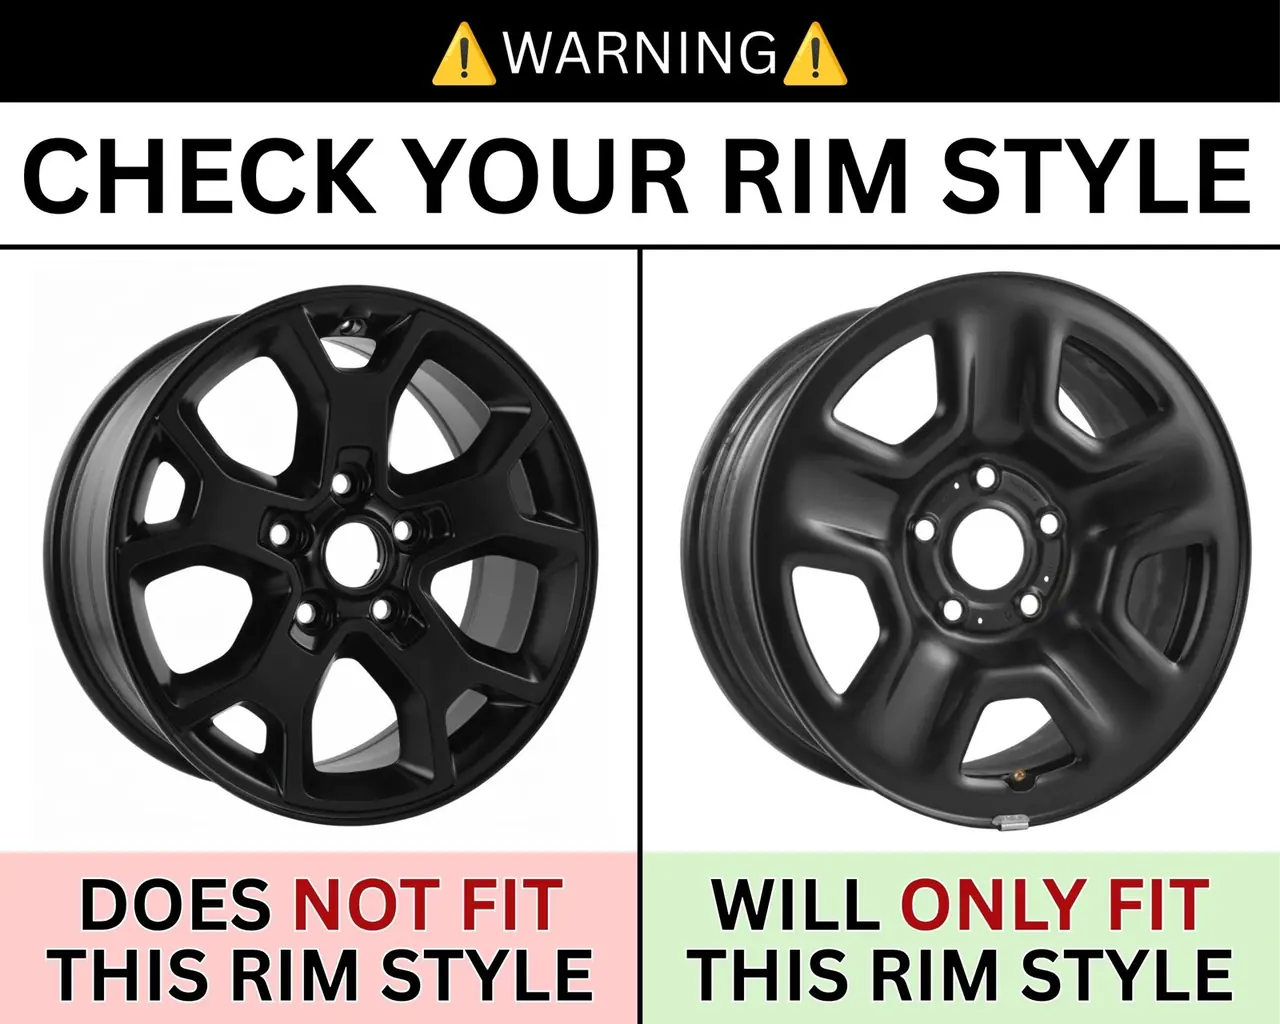 ⚠️WARNING⚠️
CHECK YOUR RIM STYLE
DOES NOT FIT
THIS RIM STYLE
WILL ONLY FIT
THIS RIM STYLE